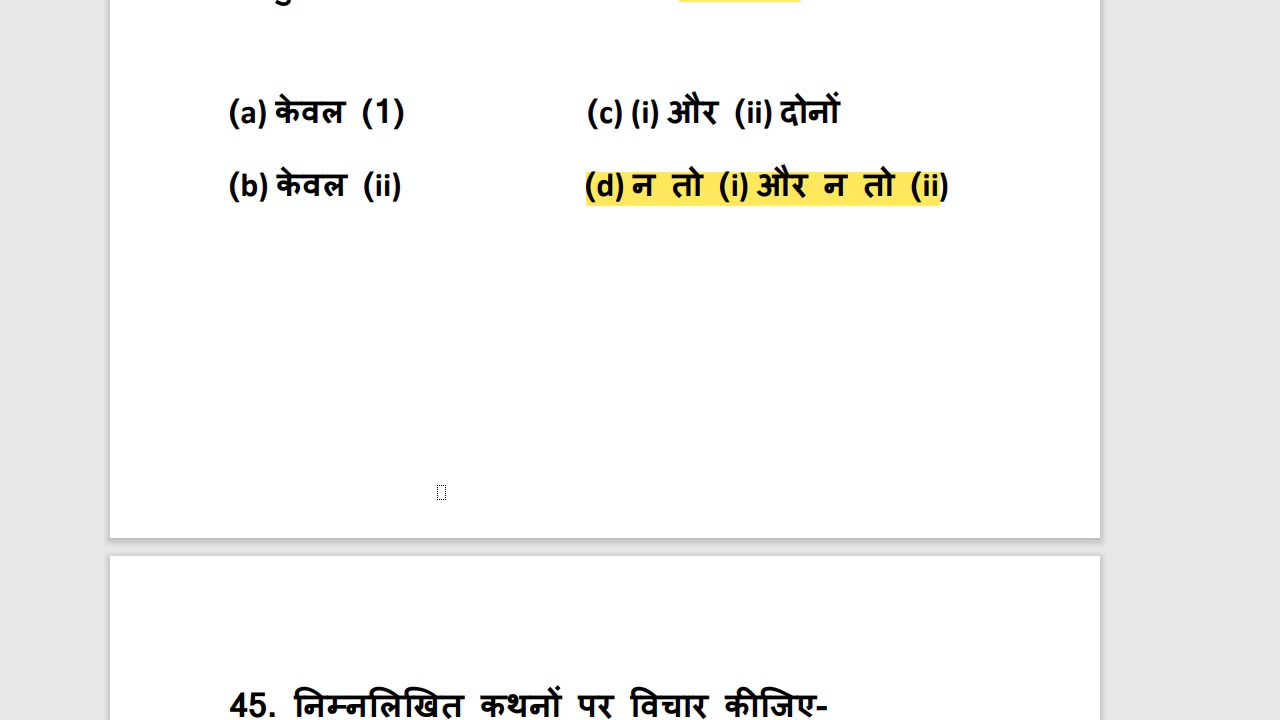 (a) केवल (1) (c) (i) और (ii) दोनों
(b) केवल (ii) (d) न तो (i) और न तो (ii)
45. निम्नलिखित कथनों पर विचार कीजिए-